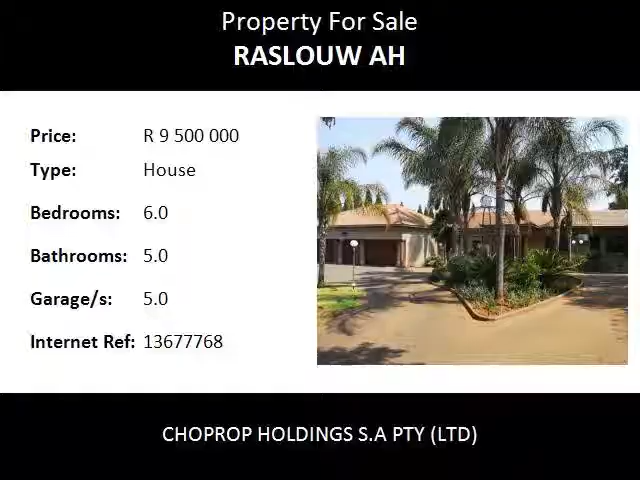 Property For Sale
RASLOUW AH
Price: R 9 500 000
Type: House
Bedrooms: 6.0
Bathrooms: 5.0
Garage/s: 5.0
Internet Ref: 13677768
CHOPROP HOLDINGS S.A PTY (LTD)